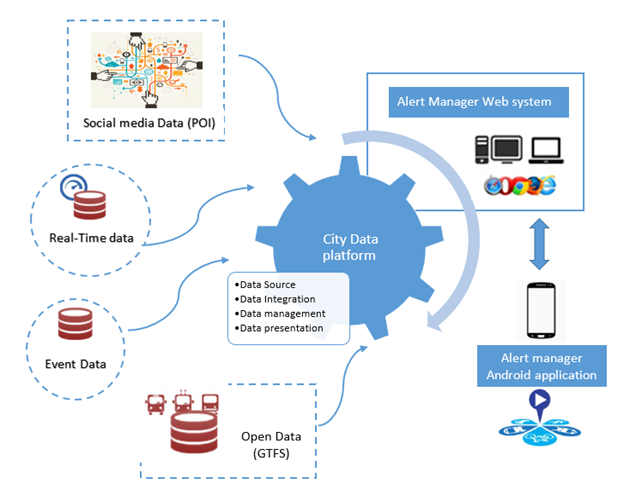 Social media Data (POI)
Alert Manager Web system
Real-Time data
City Data
platform
•Data Source
•Data Integration
•Data management
•Data presentation
Event Data
Open Data
(GTFS)
Alert manager
Android application